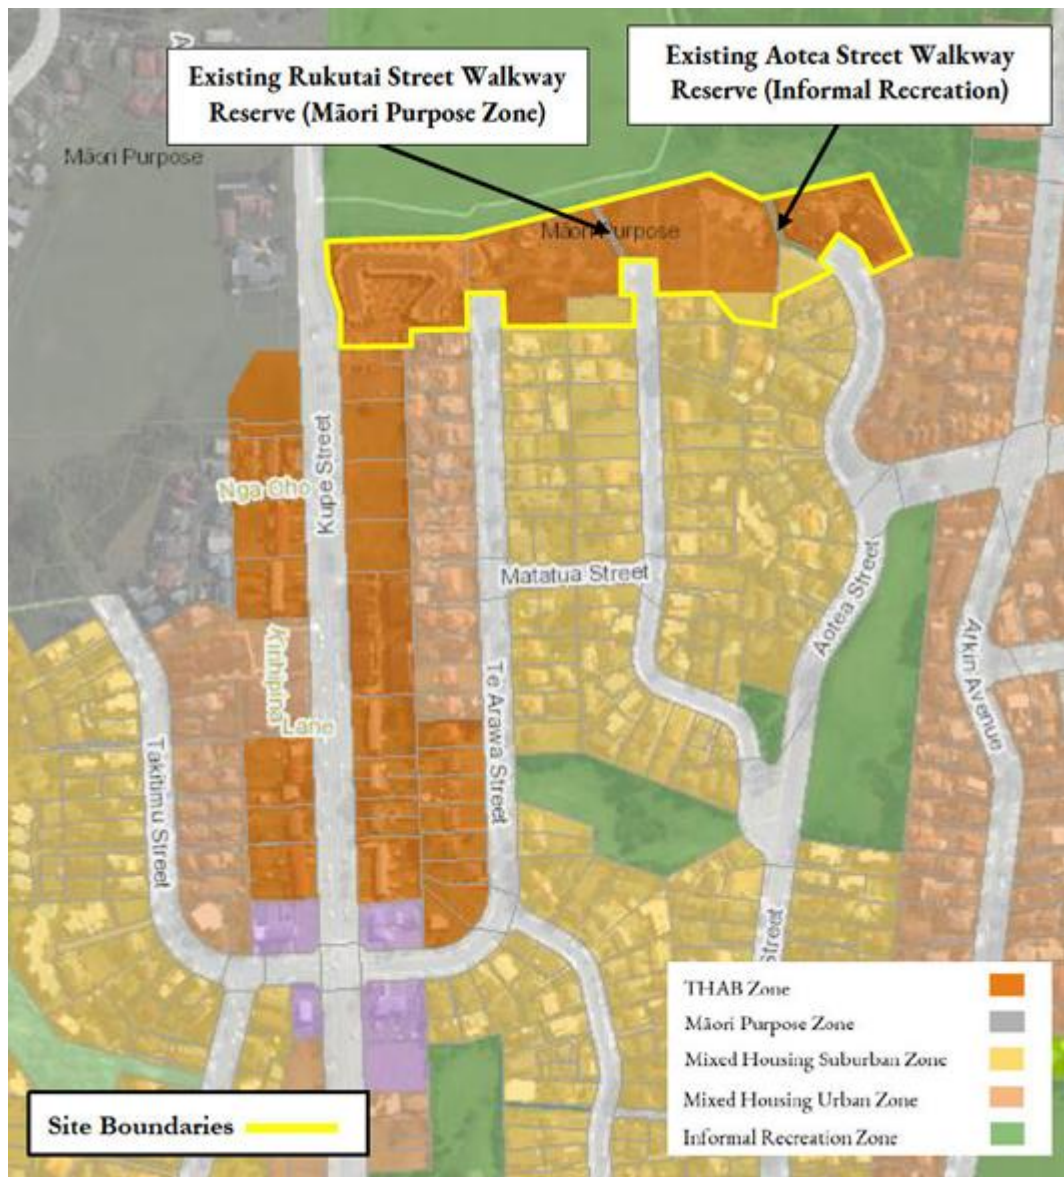 Existing Rukutai Street Walkway
Reserve (Māori Purpose Zone)
Existing Aotea Street Walkway
Reserve (Informal Recreation)
Māori Purpose
Māori Purpose
Kupe Street
Matatua Street
Te Arawa Street
Aotea Street
Atkin Avenue
Lane
Takitimu Street
Street
THAB Zone
Māori Purpose Zone
Mixed Housing Suburban Zone
Mixed Housing Urban Zone
Informal Recreation Zone
Site Boundaries